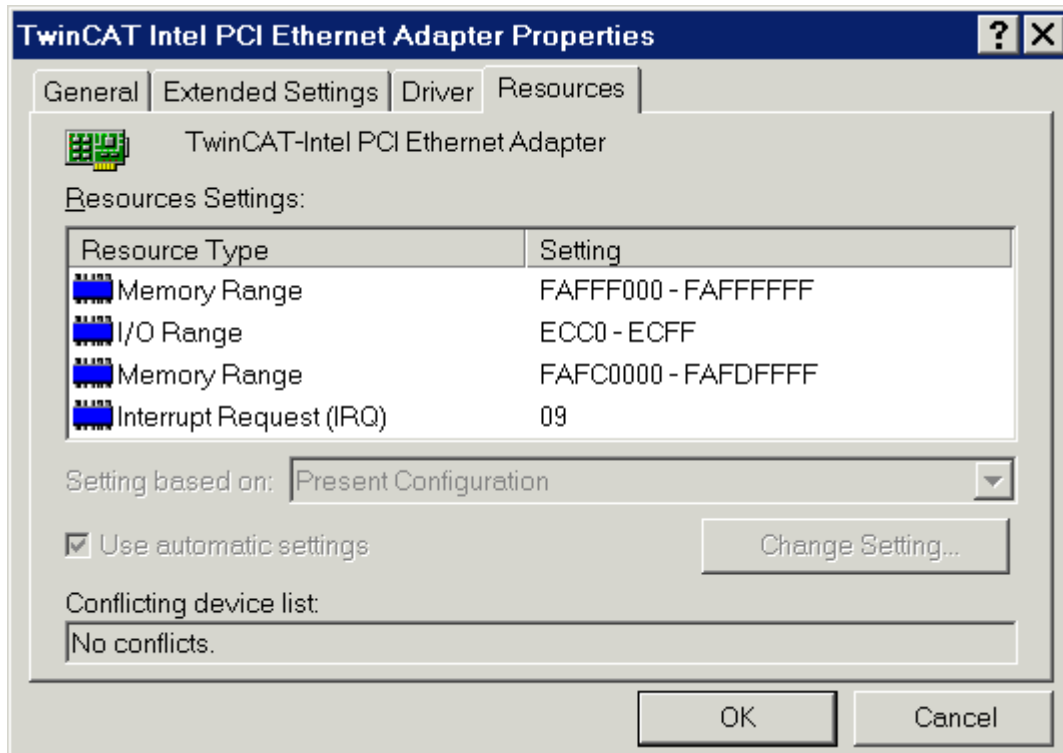 TwinCAT Intel PCI Ethernet Adapter Properties
General Extended Settings Driver Resources
TwinCAT-Intel PCI Ethernet Adapter
Resources Settings:
Resource Type Setting
Memory Range FAFFF000 - FAFFFFFF
I/O Range ECC0 - ECFF
Memory Range FAFC0000 - FAFDFFFF
Interrupt Request (IRQ) 09
Setting based on: Present Configuration
Use automatic settings Change Setting...
Conflicting device list:
No conflicts.
OK Cancel